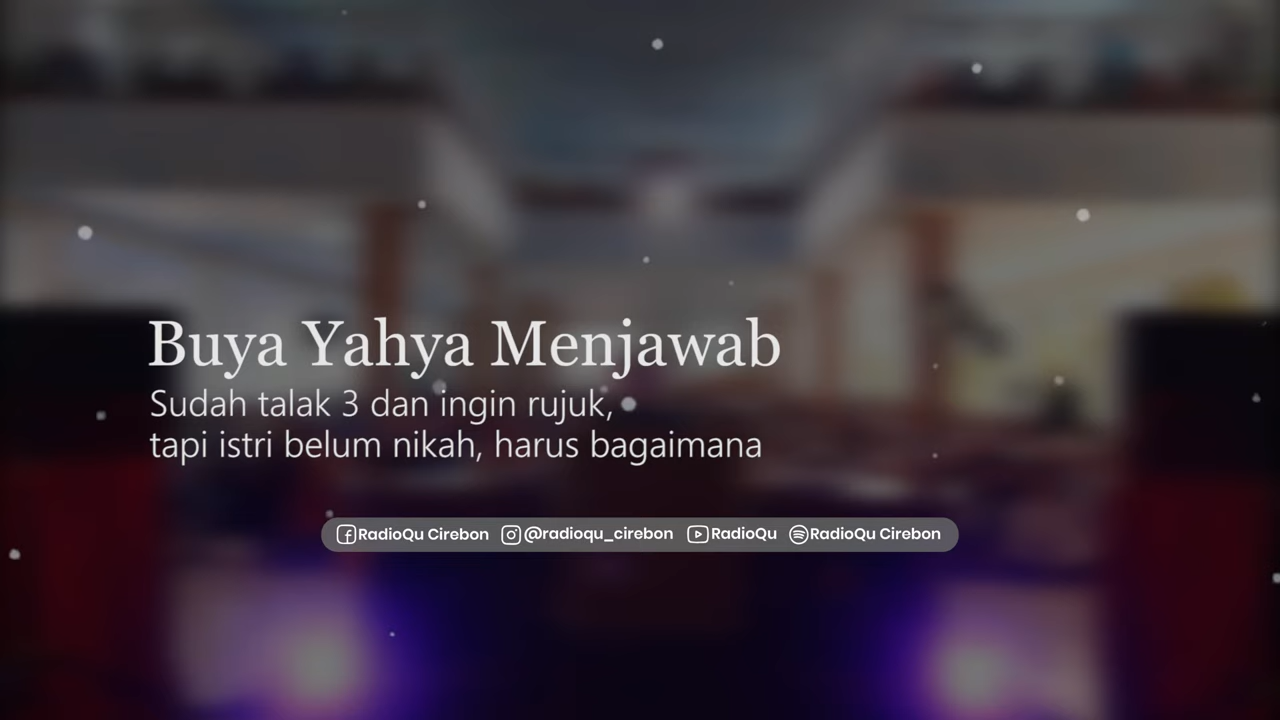 Buya Yahya Menjawab
Sudah talak 3 dan ingin rujuk,
tapi istri belum nikah, harus bagaimana
RadioQu Cirebon @radioqu_cirebon RadioQu RadioQu Cirebon